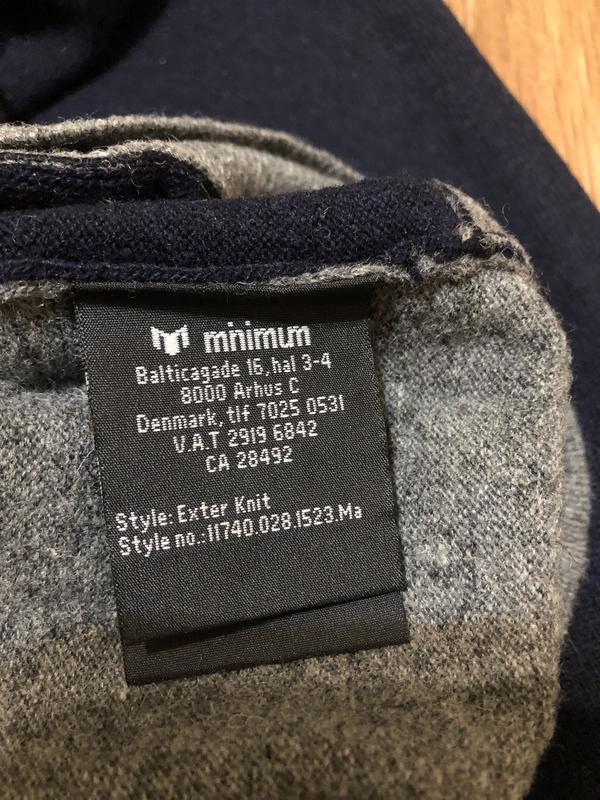 minimum
Balticagade 16, hal 3-4
8000 Arhus C
Denmark, tlf 7025 0531
V.A.T 2919 6842
CA 28492
Style: Exter Knit
Style no.:11740.028.1523.Ma